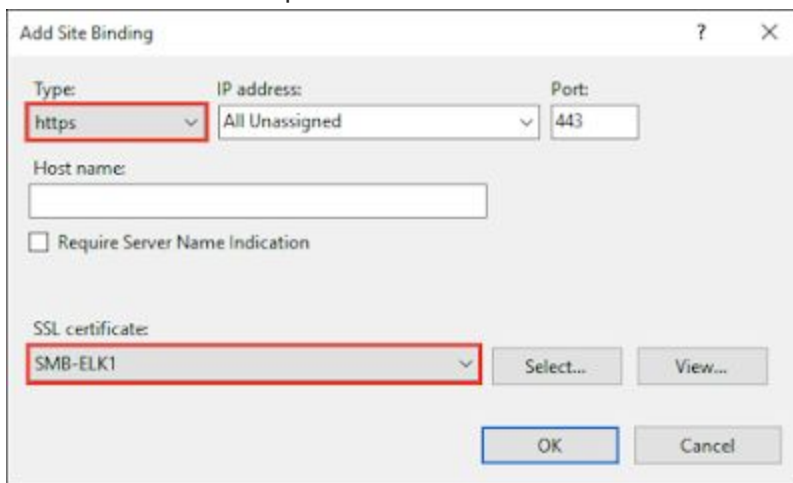 Add Site Binding ? ×
Type: IP address: Port:
https All Unassigned 443
Host name:
Require Server Name Indication
SSL certificate:
SMB-ELK1 Select... View...
OK Cancel